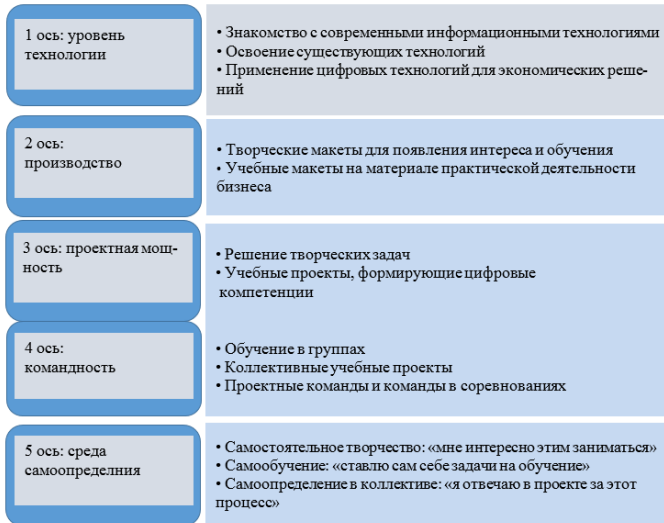 1 ось: уровень
технологии
• Знакомство с современными информационными технологиями
• Освоение существующих технологий
• Применение цифровых технологий для экономических реше-
ний
2 ось:
производство
• Творческие макеты для появления интереса и обучения
• Учебные макеты на материале практической деятельности
бизнеса
3 ось: проектная мощ-
ность
• Решение творческих задач
• Учебные проекты, формирующие цифровые
компетенции
4 ось:
командность
• Обучение в группах
• Коллективные учебные проекты
• Проектные команды и команды в соревнованиях
5 ось: среда
самоопределния
• Самостоятельное творчество: «мне интересно этим заниматься»
• Самообучение: «ставлю сам себе задачи на обучение»
• Самоопределение в коллективе: «я отвечаю в проекте за этот
процесс»